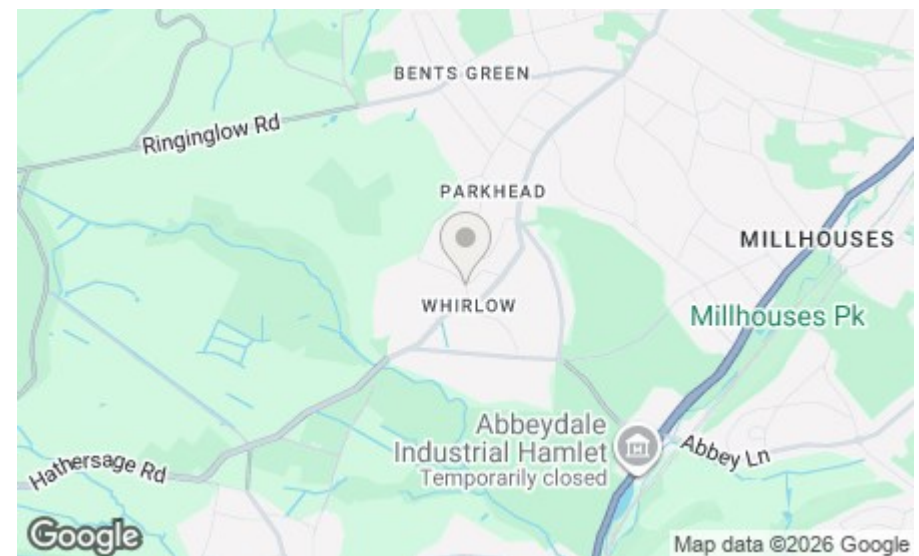 BENTS GREEN
Ringinglow Rd
PARKHEAD
MILLHOUSES
WHIRLOW
Millhouses Pk
Abbeydale
Industrial Hamlet
Temporarily closed
Abbey Ln
Hathersage Rd
Google
Map data ©2026 Google